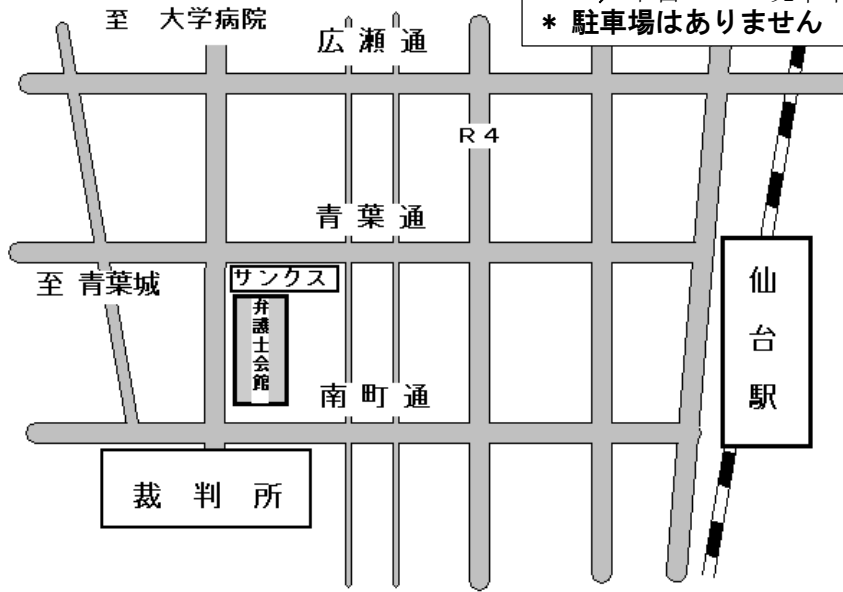 至 大学病院
* 駐車場はありません
広瀬通
R4
青葉通
至 青葉城
サンクス
弁護士会館
仙台駅
南町通
裁判所